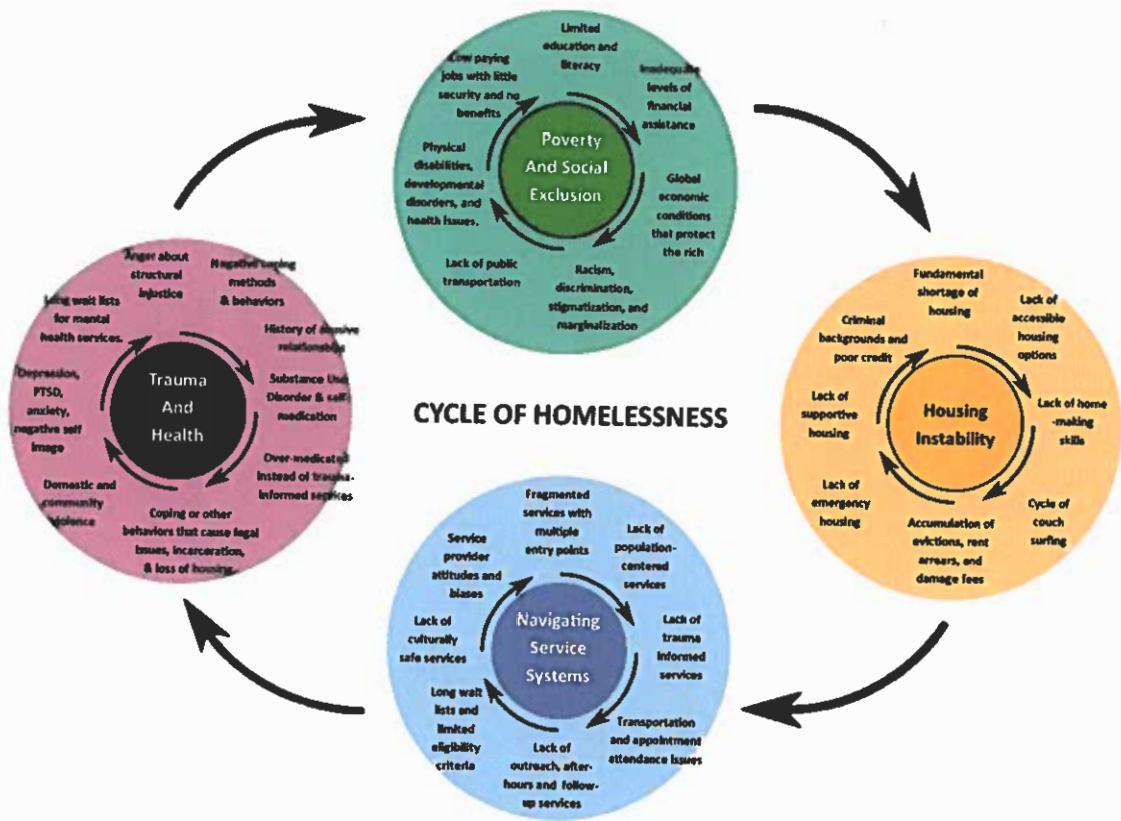 Limited
education and
literacy
Inadequate
levels of
financial
assistance
Global
economic
conditions
that protect
the rich
Racism,
discrimination,
stigmatization, and
marginalization
Lack of public
transportation
Physical
disabilities,
developmental
disorders, and
health issues.
Low paying
jobs with little
security and no
benefits
Poverty
And Social
Exclusion
Fundamental
shortage of
housing
Lack of
accessible
housing
options
Lack of home
-making
skills
Cycle of
couch
surfing
Accumulation of
evictions, rent
arrears, and
damage fees
Lack of
emergency
housing
Lack of
supportive
housing
Criminal
backgrounds and
poor credit
Housing
Instability
CYCLE OF HOMELESSNESS
Fragmented
services with
multiple
entry points
Lack of
population-
centered
services
Lack of
trauma
informed
services
Transportation
and appointment
attendance issues
Lack of
outreach, after-
hours and follow-
up services
Long wait
lists and
limited
eligibility
criteria
Lack of
culturally
safe services
Service
provider
attitudes and
biases
Navigating
Service
Systems
Anger about
structural
injustice
Negative coping
methods
& behaviors
History of abusive
relationships
Substance Use
Disorder & self-
medication
Over-medicated
instead of trauma-
informed services
Coping or other
behaviors that cause legal
issues, incarceration,
& loss of housing.
Domestic and
community
violence
Depression,
PTSD,
anxiety,
negative self
image
Long wait lists
for mental
health services.
Trauma
And
Health